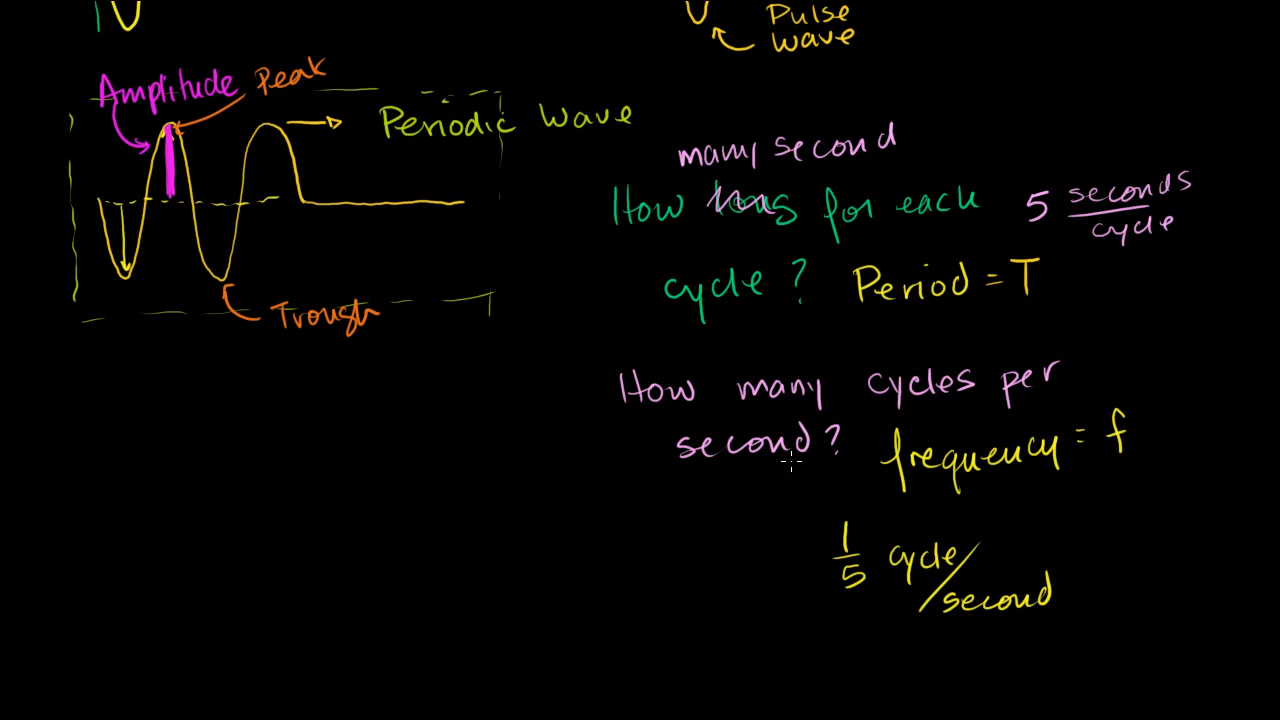 Pulse
wave
Amplitude
Peak
Periodic wave
Trough
many second
How long for each
cycle? Period = T
5 seconds/cycle
How many cycles per
second? frequency = f
1/5 cycle/second